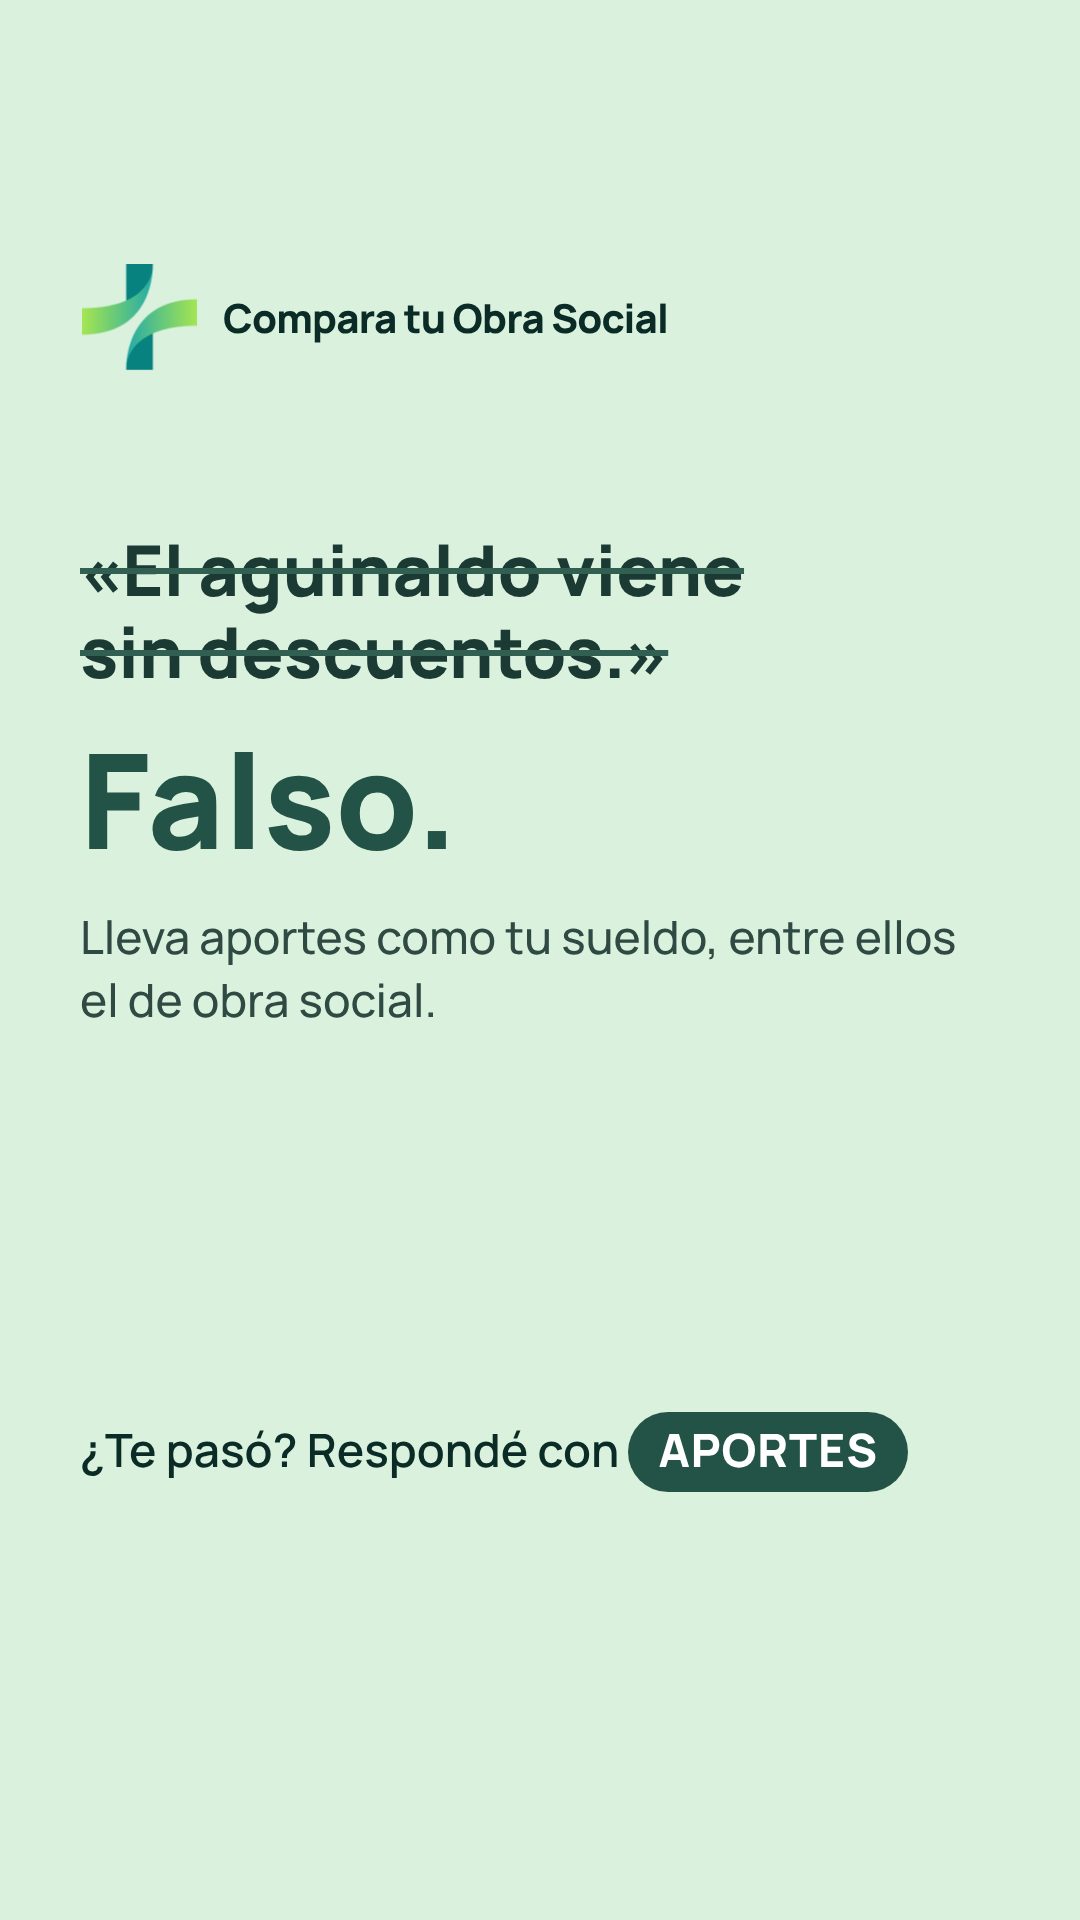 Compara tu Obra Social
«El aguinaldo viene
sin descuentos.»
Falso.
Lleva aportes como tu sueldo, entre ellos
el de obra social.
¿Te pasó? Respondé con APORTES